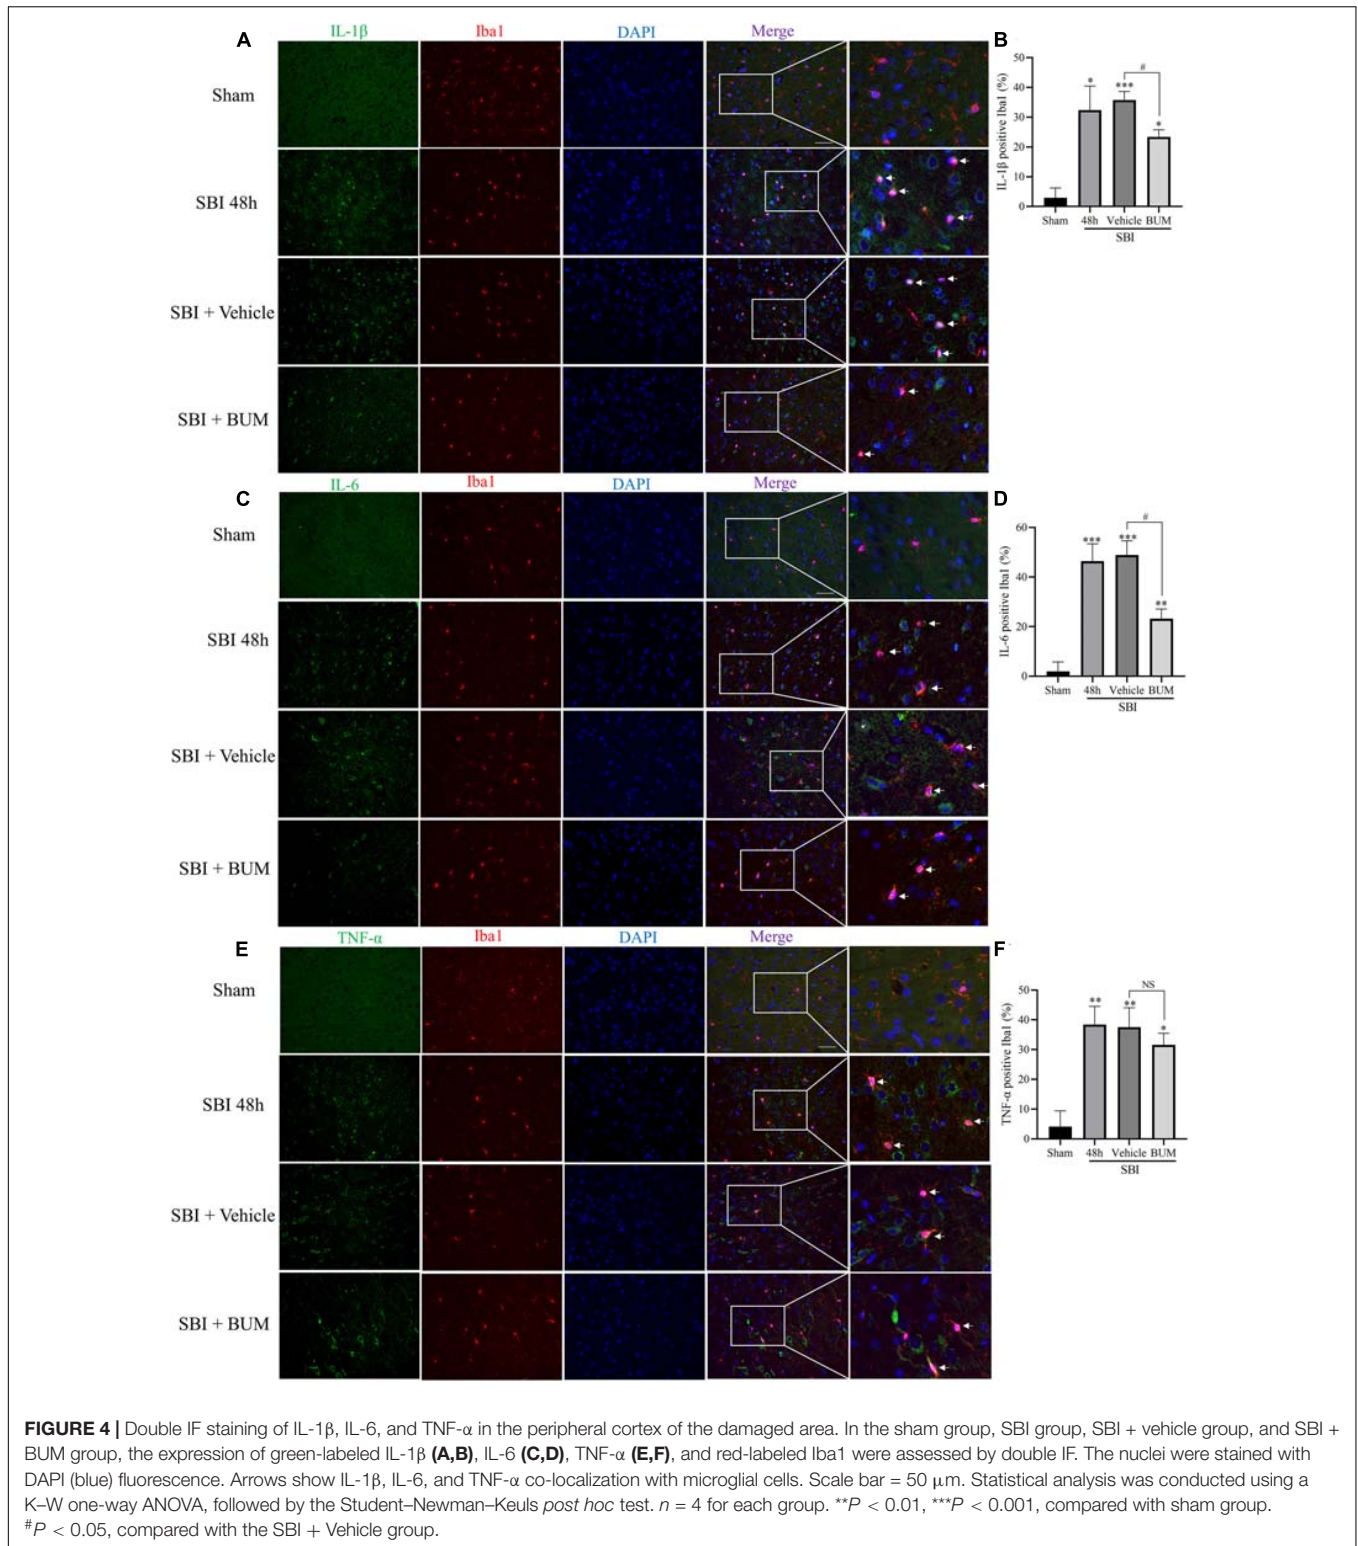 A
IL-1β Iba1 DAPI Merge
Sham
SBI 48h
SBI + Vehicle
SBI + BUM
B
IL-1β positive Iba1 (%)
50
40
30
20
10
0
* *** # *
Sham 48h Vehicle BUM
SBI
C
IL-6 Iba1 DAPI Merge
Sham
SBI 48h
SBI + Vehicle
SBI + BUM
D
IL-6 positive Iba1 (%)
60
40
20
0
*** *** # **
Sham 48h Vehicle BUM
SBI
E
TNF-α Iba1 DAPI Merge
Sham
SBI 48h
SBI + Vehicle
SBI + BUM
F
TNF-α positive Iba1 (%)
50
40
30
20
10
0
** ** NS *
Sham 48h Vehicle BUM
SBI
FIGURE 4 | Double IF staining of IL-1β, IL-6, and TNF-α in the peripheral cortex of the damaged area. In the sham group, SBI group, SBI + vehicle group, and SBI +
BUM group, the expression of green-labeled IL-1β (A,B), IL-6 (C,D), TNF-α (E,F), and red-labeled Iba1 were assessed by double IF. The nuclei were stained with
DAPI (blue) fluorescence. Arrows show IL-1β, IL-6, and TNF-α co-localization with microglial cells. Scale bar = 50 μm. Statistical analysis was conducted using a
K–W one-way ANOVA, followed by the Student–Newman–Keuls post hoc test. n = 4 for each group. **P < 0.01, ***P < 0.001, compared with sham group.
#P < 0.05, compared with the SBI + Vehicle group.